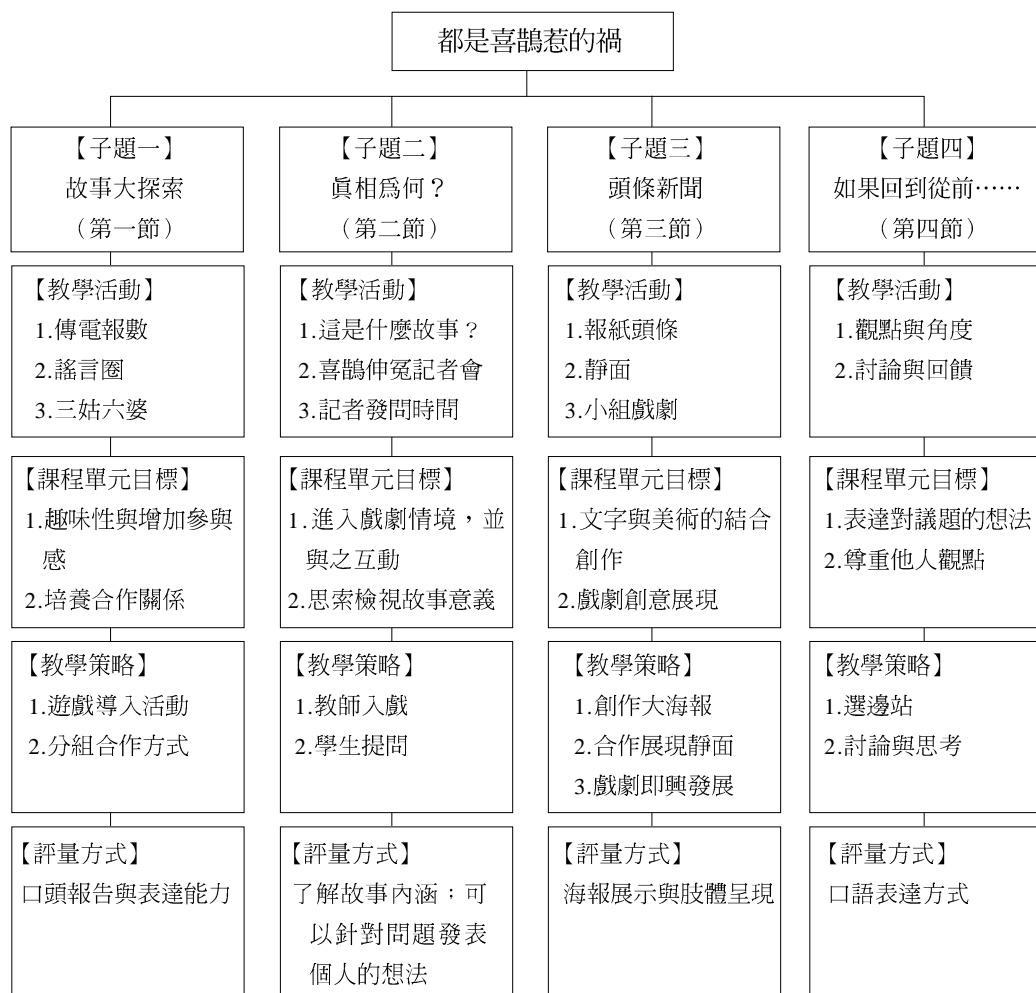 都是喜鵲惹的禍
【子題一】
故事大探索
（第一節）
【教學活動】
1.傳電報數
2.謠言圈
3.三姑六婆
【課程單元目標】
1.趣味性與增加參與
感
2.培養合作關係
【教學策略】
1.遊戲導入活動
2.分組合作方式
【評量方式】
口頭報告與表達能力
【子題二】
眞相爲何？
（第二節）
【教學活動】
1.這是什麼故事？
2.喜鵲伸冤記者會
3.記者發問時間
【課程單元目標】
1.進入戲劇情境，並
與之互動
2.思索檢視故事意義
【教學策略】
1.教師入戲
2.學生提問
【評量方式】
了解故事內涵；可
以針對問題發表
個人的想法
【子題三】
頭條新聞
（第三節）
【教學活動】
1.報紙頭條
2.靜面
3.小組戲劇
【課程單元目標】
1.文字與美術的結合
創作
2.戲劇創意展現
【教學策略】
1.創作大海報
2.合作展現靜面
3.戲劇即興發展
【評量方式】
海報展示與肢體呈現
【子題四】
如果回到從前……
（第四節）
【教學活動】
1.觀點與角度
2.討論與回饋
【課程單元目標】
1.表達對議題的想法
2.尊重他人觀點
【教學策略】
1.選邊站
2.討論與思考
【評量方式】
口語表達方式